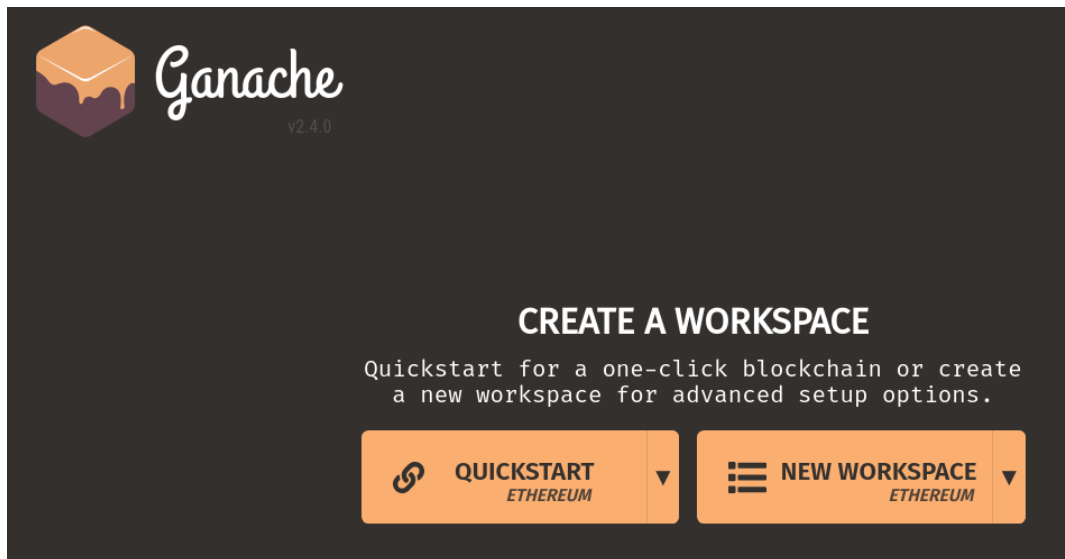 Ganache
v2.4.0
CREATE A WORKSPACE
Quickstart for a one-click blockchain or create
a new workspace for advanced setup options.
QUICKSTART
ETHEREUM
NEW WORKSPACE
ETHEREUM